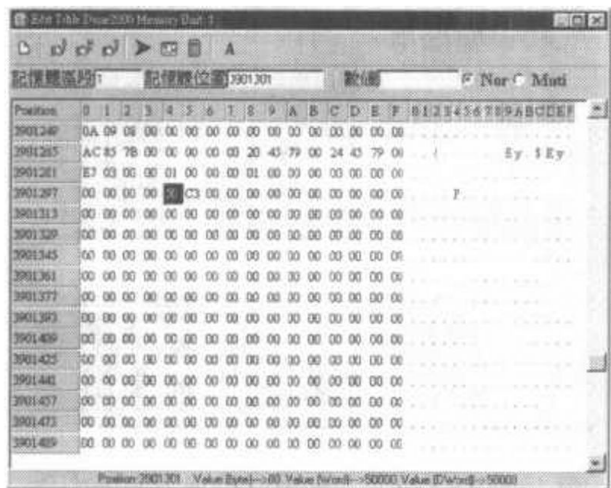 A
記憶體區段 1 記憶體位置 3901301 數值 Nor Muti
Position 0 1 2 3 4 5 6 7 8 9 A B C D E F 0 1 2 3 4 5 6 7 8 9 A B C D E F
3901249 0A 09 08 00 00 00 00 00 00 00 00 00 00 00 00 00
3901265 AC 85 7B 00 00 00 00 00 20 45 79 00 24 45 79 00 { E y . $ E y
3901281 E7 03 00 00 01 00 00 00 01 00 00 00 00 00 00 00
3901297 00 00 00 00 C3 00 00 00 00 00 00 00 00 00 00 P
3901313 00 00 00 00 00 00 00 00 00 00 00 00 00 00 00 00
3901329 00 00 00 00 00 00 00 00 00 00 00 00 00 00 00 00
3901345 00 00 00 00 00 00 00 00 00 00 00 00 00 00 00 00
3901361 00 00 00 00 00 00 00 00 00 00 00 00 00 00 00 00
3901377 00 00 00 00 00 00 00 00 00 00 00 00 00 00 00 00
3901393 00 00 00 00 00 00 00 00 00 00 00 00 00 00 00 00
3901409 00 00 00 00 00 00 00 00 00 00 00 00 00 00 00 00
3901425 00 00 00 00 00 00 00 00 00 00 00 00 00 00 00 00
3901441 00 00 00 00 00 00 00 00 00 00 00 00 00 00 00 00
3901457 00 00 00 00 00 00 00 00 00 00 00 00 00 00 00 00
3901473 00 00 00 00 00 00 00 00 00 00 00 00 00 00 00 00
3901489 00 00 00 00 00 00 00 00 00 00 00 00 00 00 00 00
Position:3901301 Value (Byte)-->80 Value (Word)-->50000 Value (DWord)-->50000